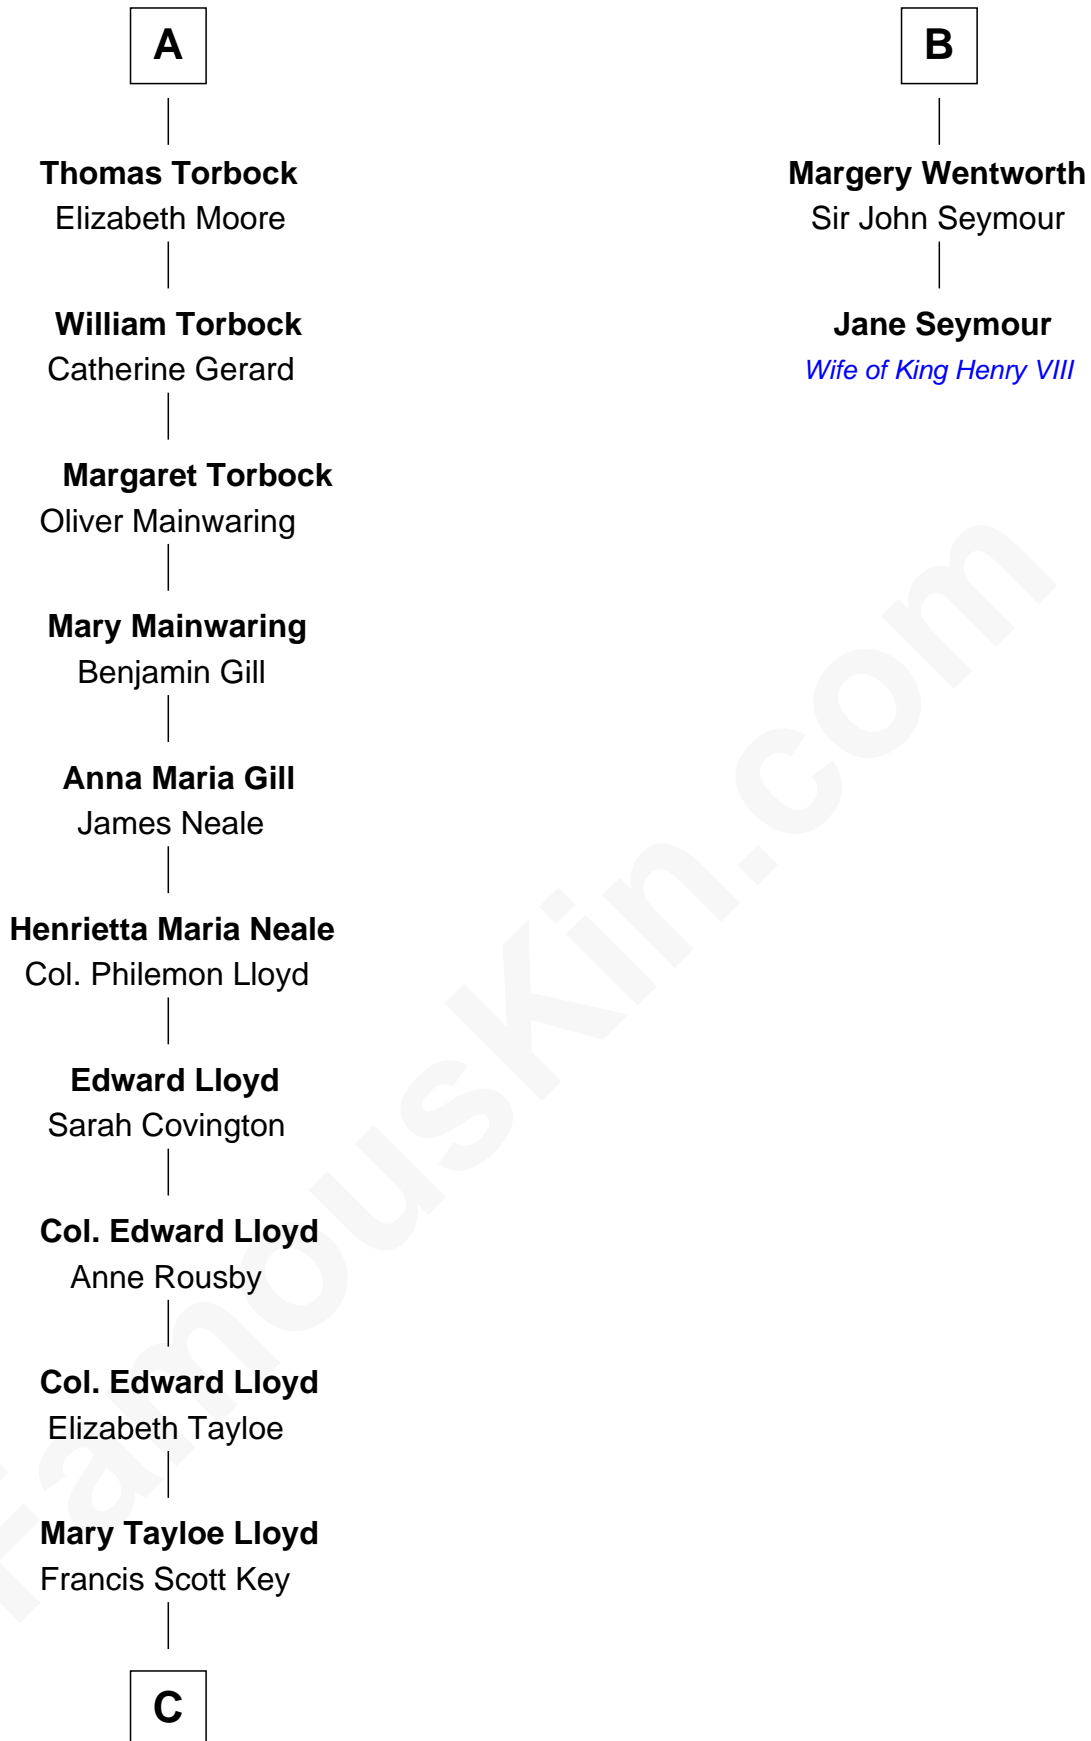 A
Thomas Torbock
Elizabeth Moore
William Torbock
Catherine Gerard
Margaret Torbock
Oliver Mainwaring
Mary Mainwaring
Benjamin Gill
Anna Maria Gill
James Neale
Henrietta Maria Neale
Col. Philemon Lloyd
Edward Lloyd
Sarah Covington
Col. Edward Lloyd
Anne Rousby
Col. Edward Lloyd
Elizabeth Tayloe
Mary Tayloe Lloyd
Francis Scott Key
C
B
Margery Wentworth
Sir John Seymour
Jane Seymour
Wife of King Henry VIII
FamousKin.com